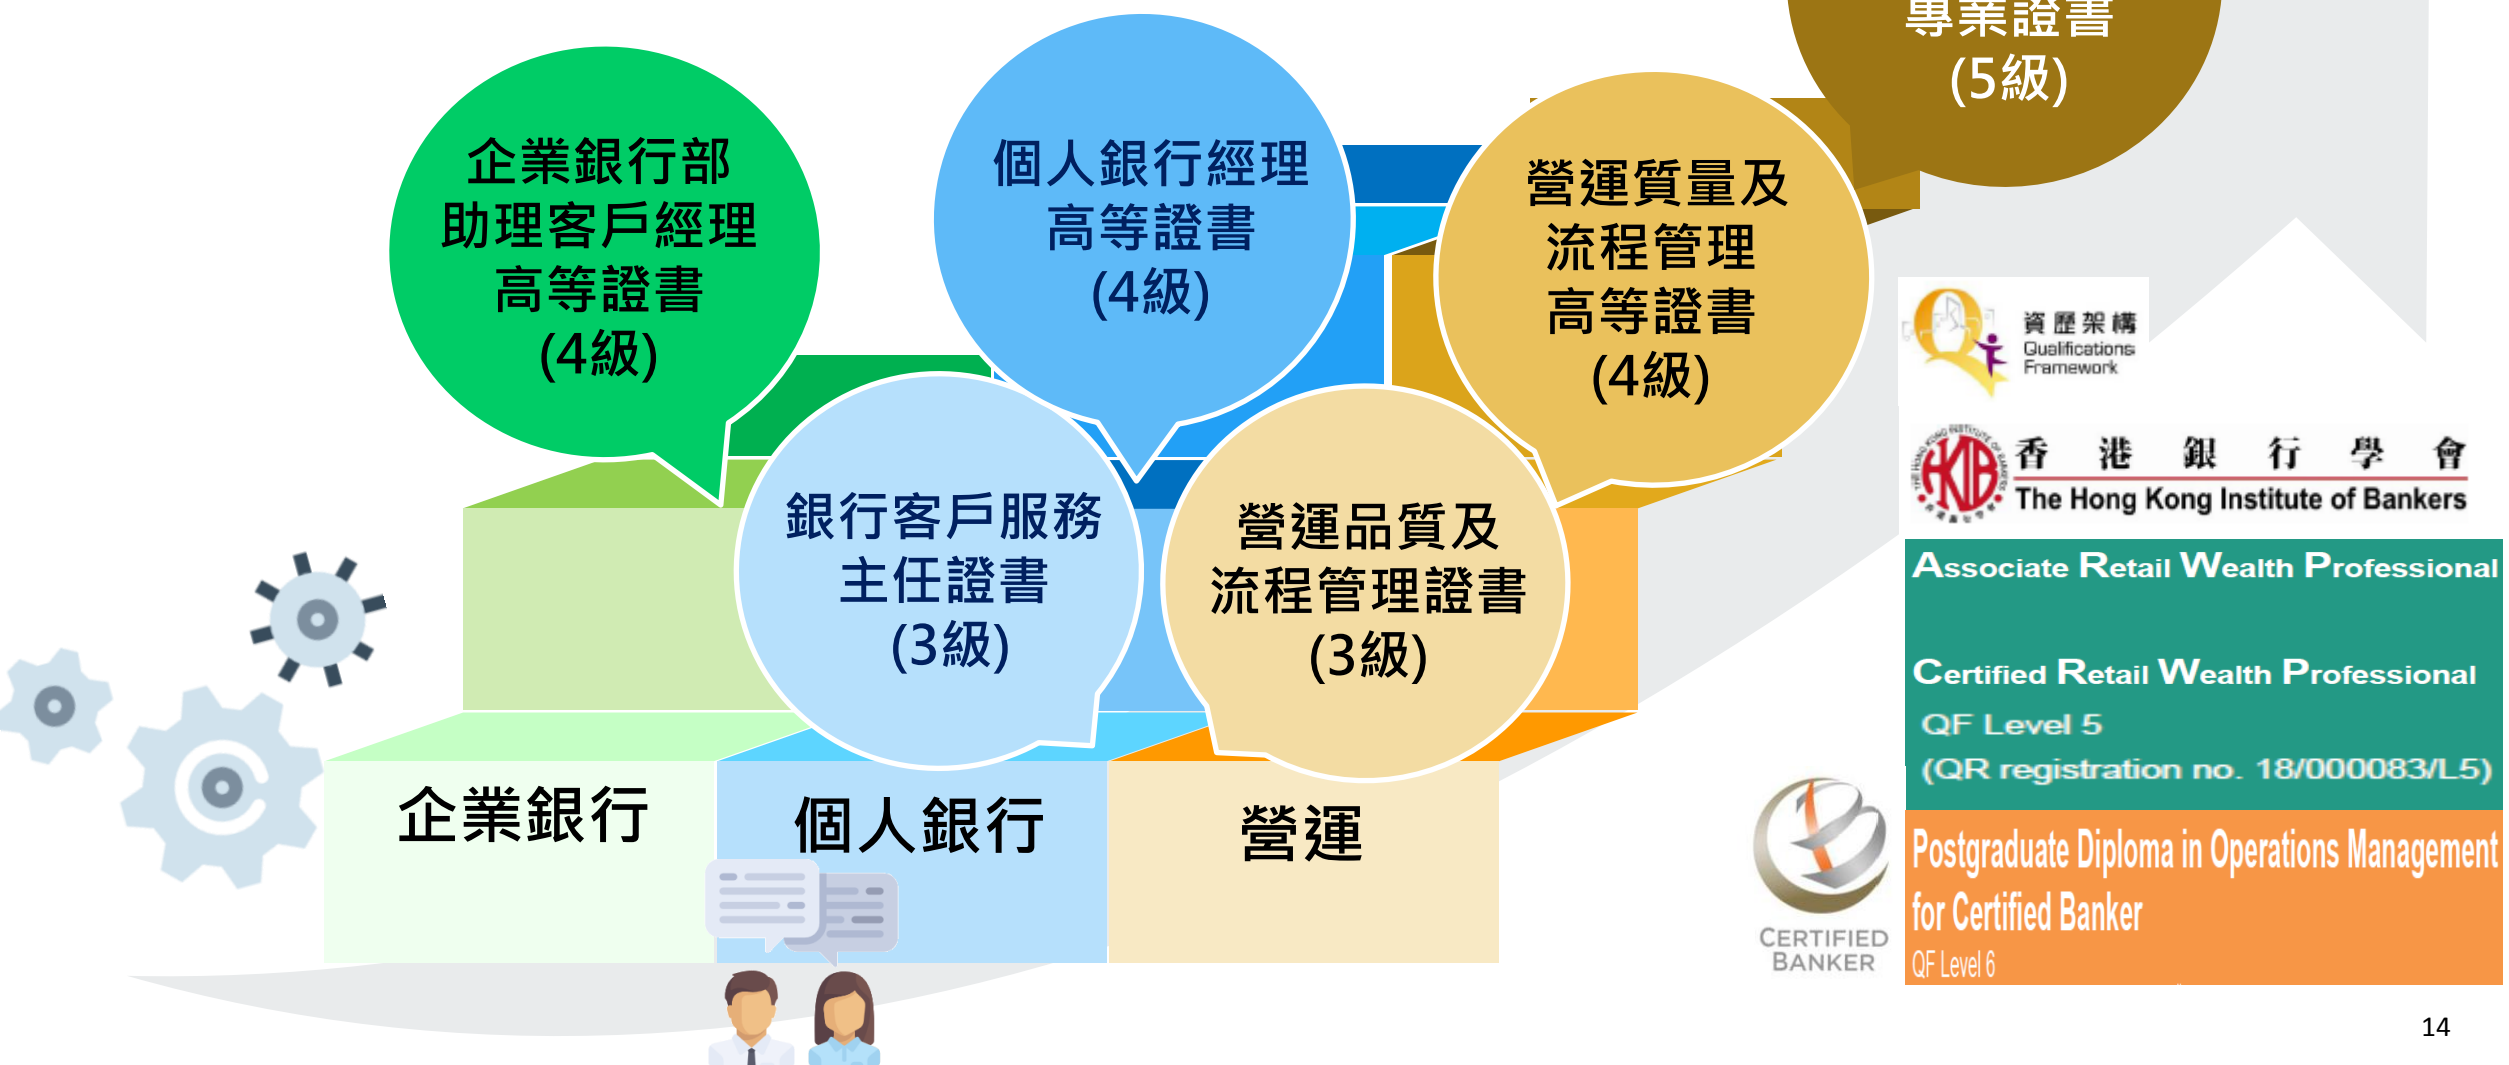 專業證書
(5級)
企業銀行部
助理客戶經理
高等證書
(4級)
個人銀行經理
高等證書
(4級)
營運質量及
流程管理
高等證書
(4級)
銀行客戶服務
主任證書
(3級)
營運品質及
流程管理證書
(3級)
企業銀行
個人銀行
營運
資歷架構
Qualifications
Framework
香港銀行學會
The Hong Kong Institute of Bankers
Associate Retail Wealth Professional
Certified Retail Wealth Professional
QF Level 5
(QR registration no. 18/000083/L5)
CERTIFIED
BANKER
Postgraduate Diploma in Operations Management
for Certified Banker
QF Level 6
14